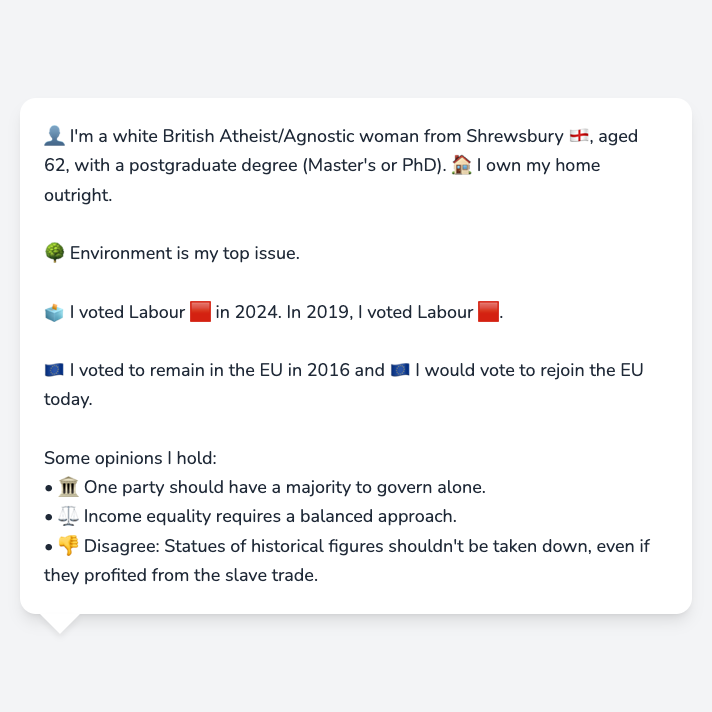 👤 I'm a white British Atheist/Agnostic woman from Shrewsbury 🏴󠁧󠁢󠁥󠁮󠁧󠁿, aged
62, with a postgraduate degree (Master's or PhD). 🏠 I own my home
outright.
🌳 Environment is my top issue.
🗳️ I voted Labour 🟥 in 2024. In 2019, I voted Labour 🟥.
🇪🇺 I voted to remain in the EU in 2016 and 🇪🇺 I would vote to rejoin the EU
today.
Some opinions I hold:
• 🏛️ One party should have a majority to govern alone.
• ⚖️ Income equality requires a balanced approach.
• 👎 Disagree: Statues of historical figures shouldn't be taken down, even if
they profited from the slave trade.